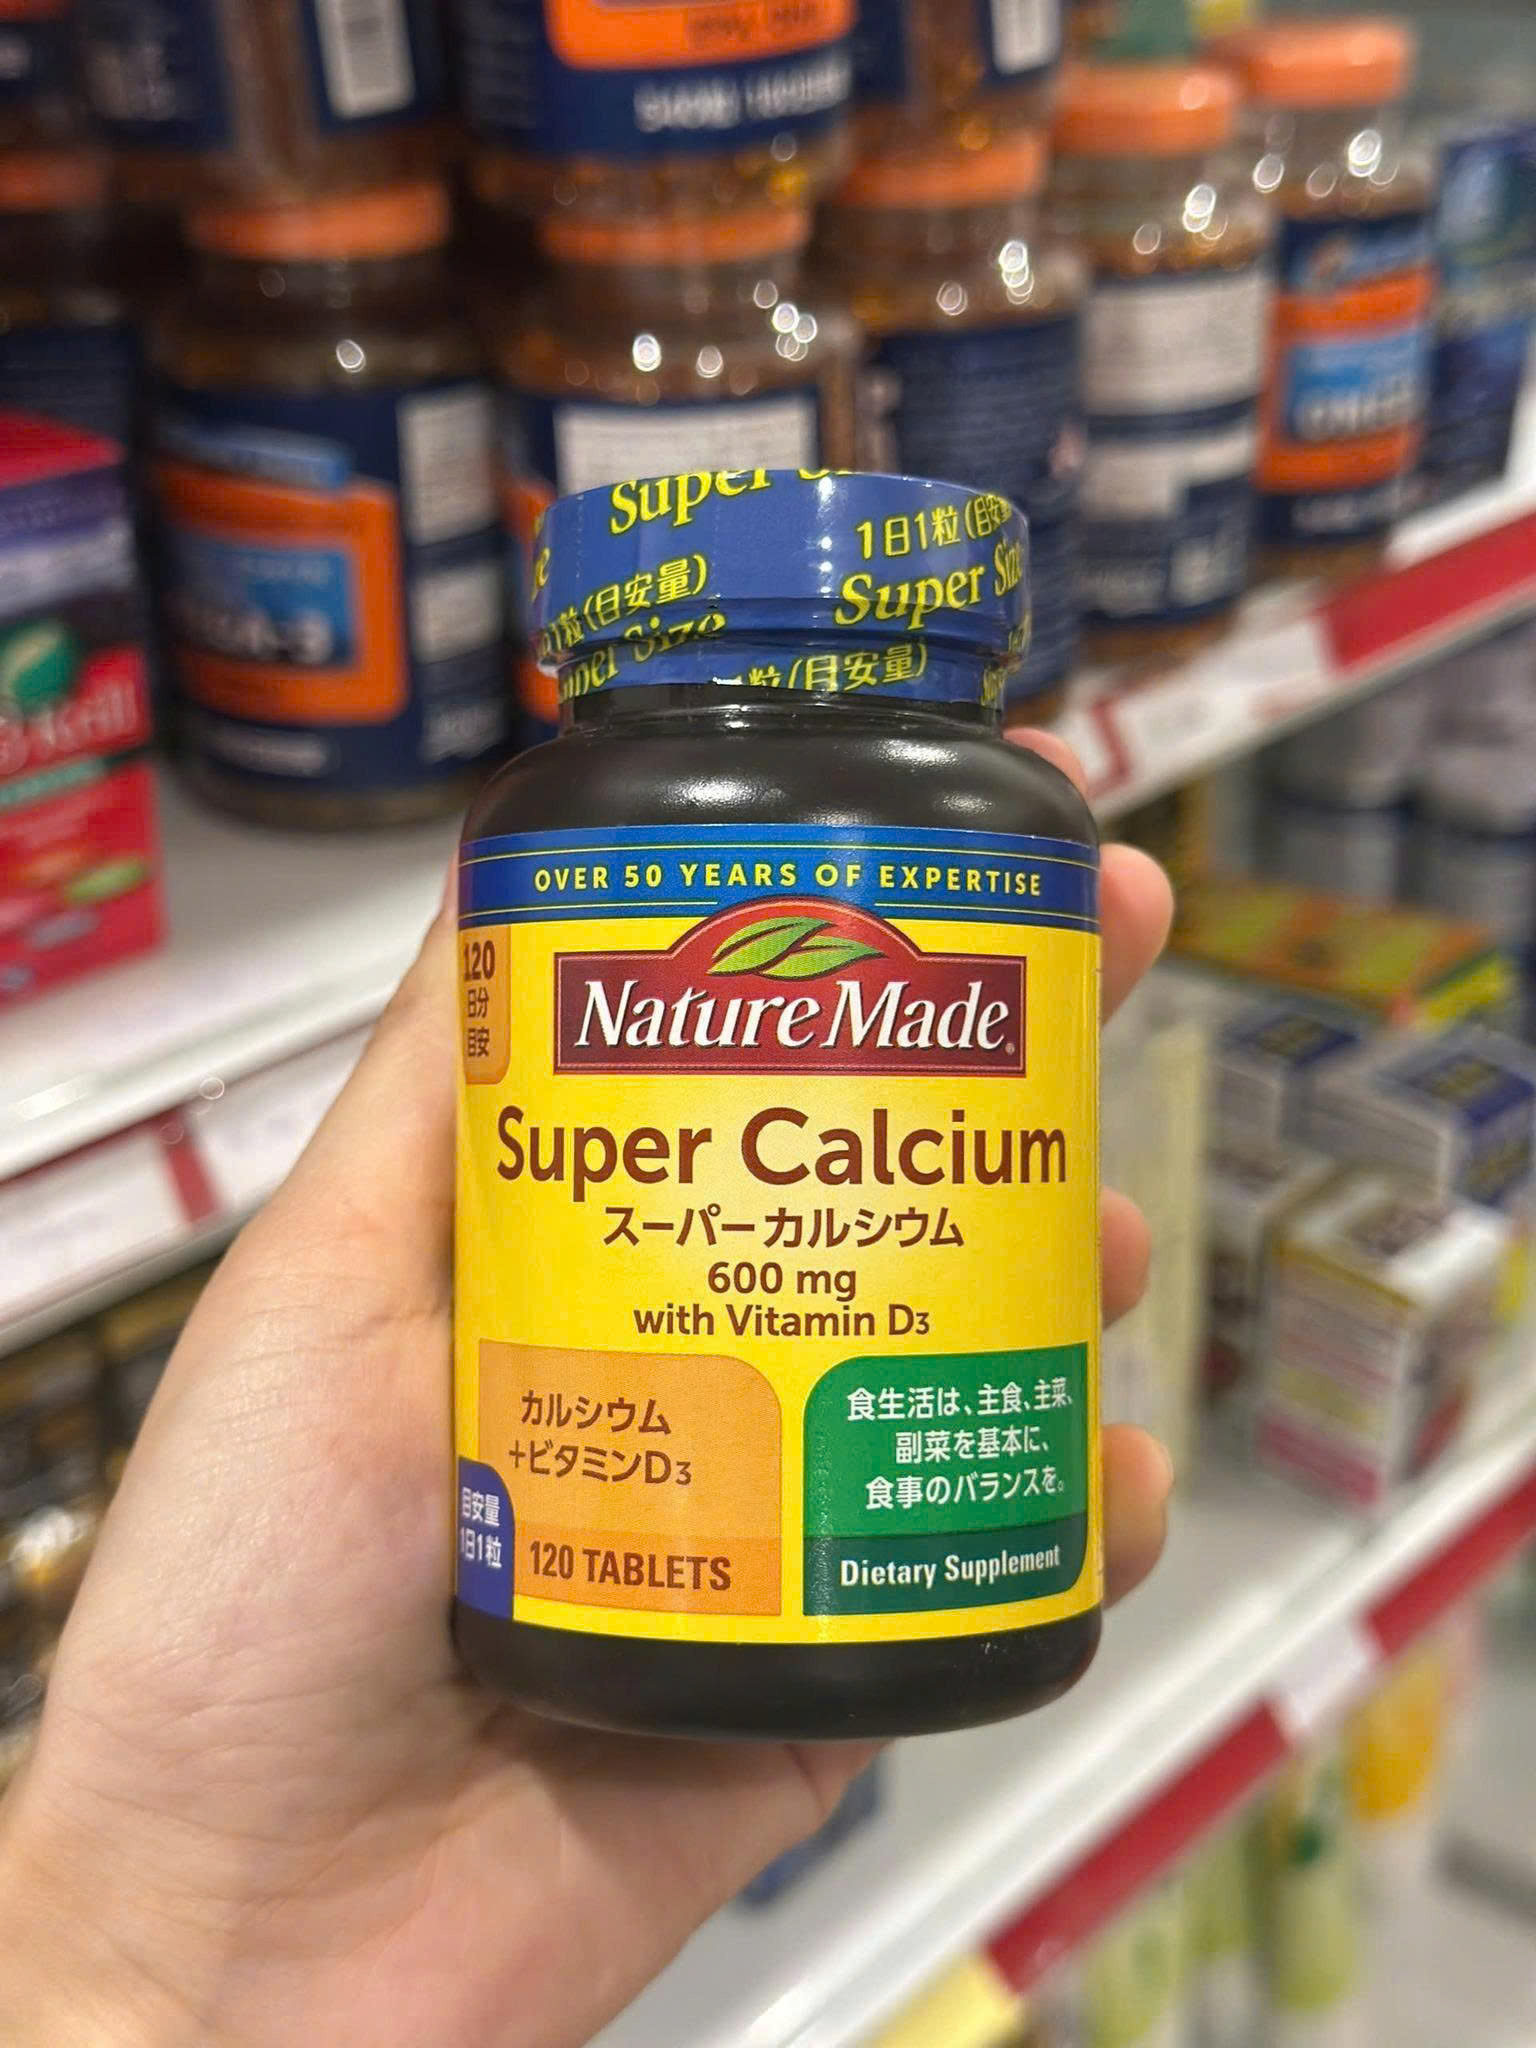 Super
1日1粒(目安
粒(目安量)
Super Size
Super Size
粒(目安量)
OVER 50 YEARS OF EXPERTISE
120
日分
目安
Nature Made®
Super Calcium
スーパーカルシウム
600 mg
with Vitamin D3
カルシウム
+ビタミンD3
食生活は、主食、主菜、
副菜を基本に、
食事のバランスを。
目安量
1日1粒
120 TABLETS
Dietary Supplement